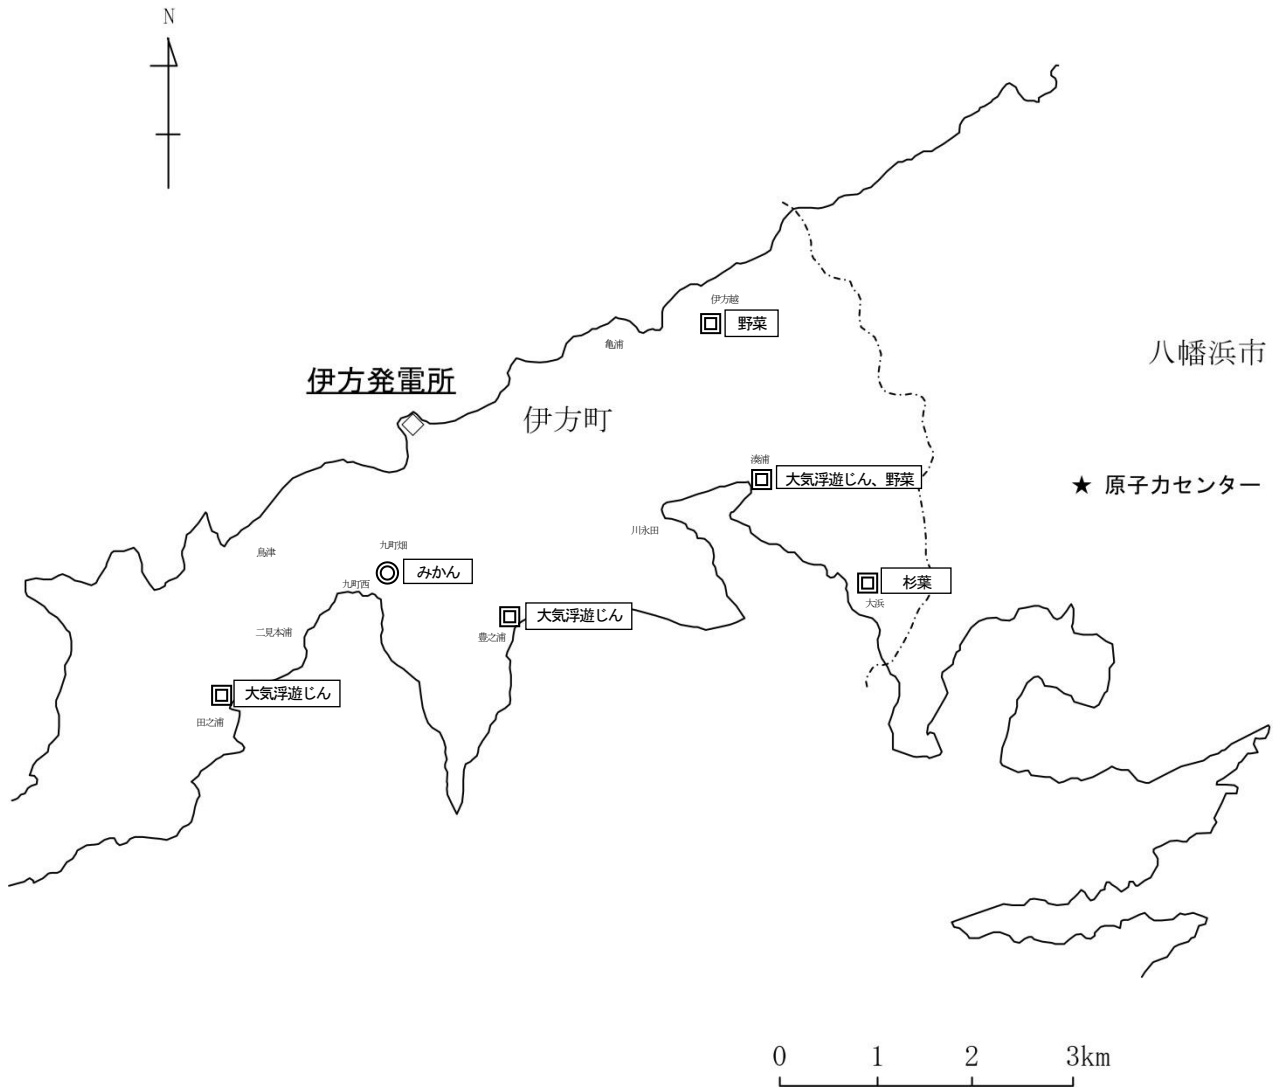 N
伊方越
野菜
亀浦
八幡浜市
伊方発電所
伊方町
湊浦
大気浮遊じん、野菜
★ 原子力センター
川永田
九町畑
鳥津
みかん
九町西
杉葉
大浜
大気浮遊じん
二見本浦
豊之浦
大気浮遊じん
田之浦
0 1 2 3km